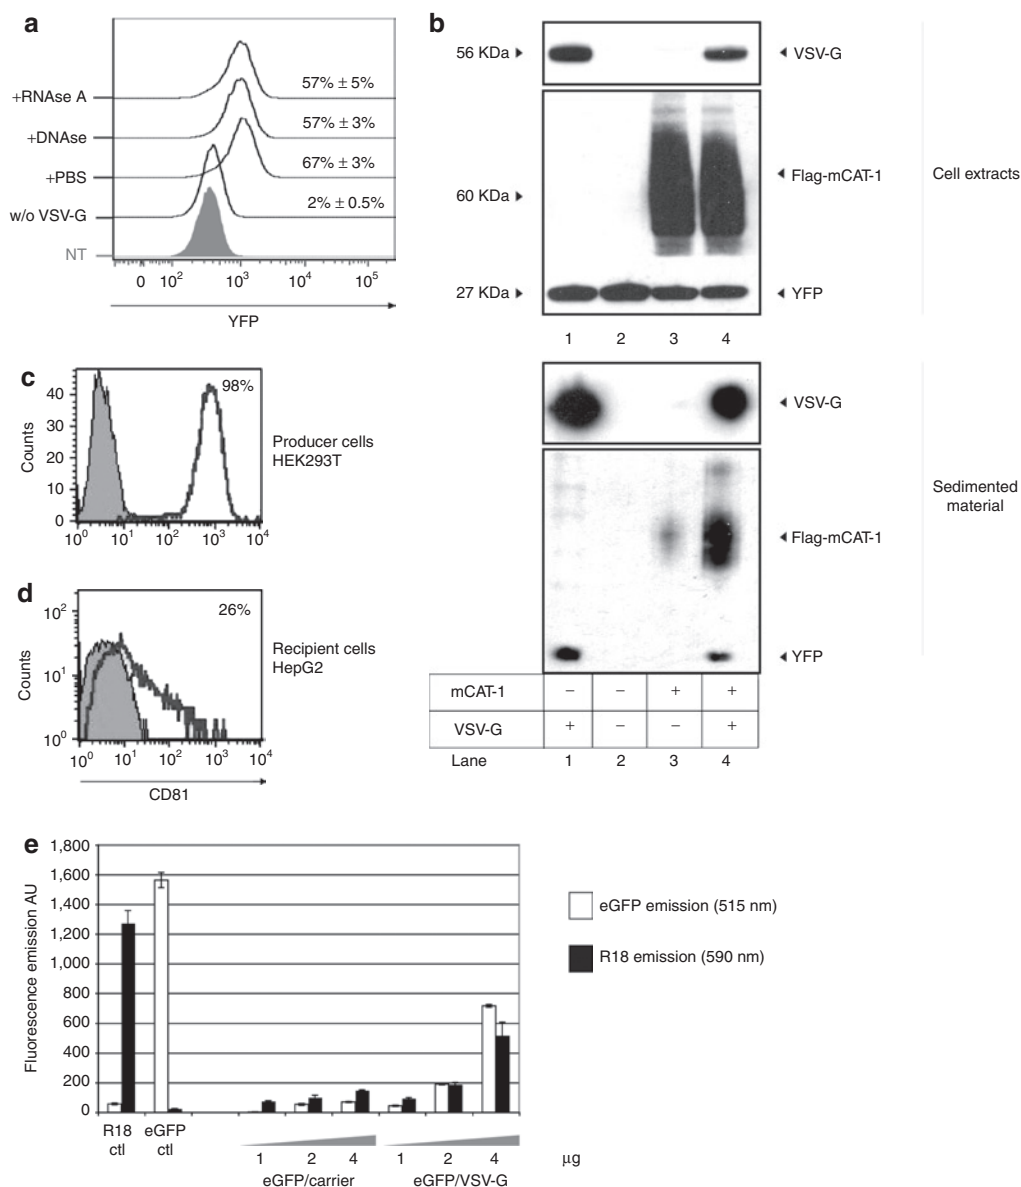 a
+RNAse A
57% ± 5%
+DNAse
57% ± 3%
+PBS
67% ± 3%
w/o VSV-G
2% ± 0.5%
NT
0 10² 10³ 10⁴ 10⁵
YFP
b
56 KDa
VSV-G
60 KDa
Flag-mCAT-1
27 KDa
YFP
Cell extracts
1 2 3 4
VSV-G
Flag-mCAT-1
YFP
Sedimented
material
mCAT-1 – – + +
VSV-G + – – +
Lane 1 2 3 4
c
98%
Counts
40
30
20
10
0
10⁰ 10¹ 10² 10³ 10⁴
Producer cells
HEK293T
d
26%
Counts
10²
10¹
10⁰
10⁰ 10¹ 10² 10³ 10⁴
CD81
Recipient cells
HepG2
e
Fluorescence emission AU
1,800
1,600
1,400
1,200
1,000
800
600
400
200
0
R18 ctl
eGFP ctl
1 2 4 1 2 4 µg
eGFP/carrier eGFP/VSV-G
eGFP emission (515 nm)
R18 emission (590 nm)